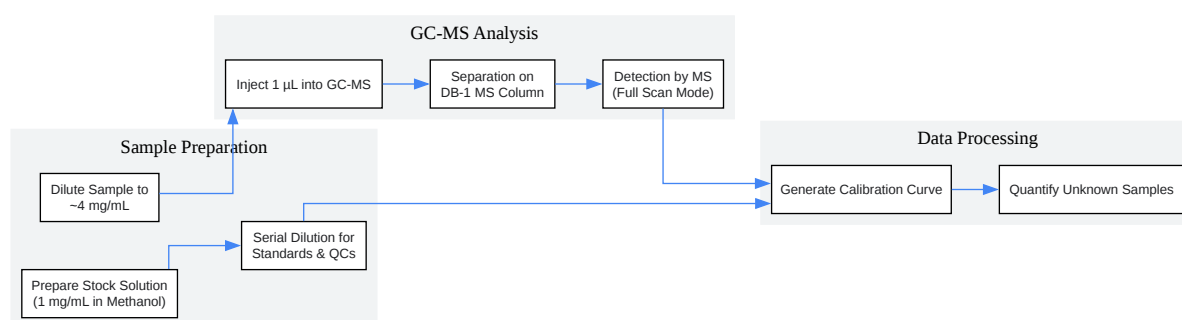 GC-MS Analysis
Inject 1 µL into GC-MS
Separation on
DB-1 MS Column
Detection by MS
(Full Scan Mode)
Sample Preparation
Dilute Sample to
~4 mg/mL
Serial Dilution for
Standards & QCs
Prepare Stock Solution
(1 mg/mL in Methanol)
Data Processing
Generate Calibration Curve
Quantify Unknown Samples